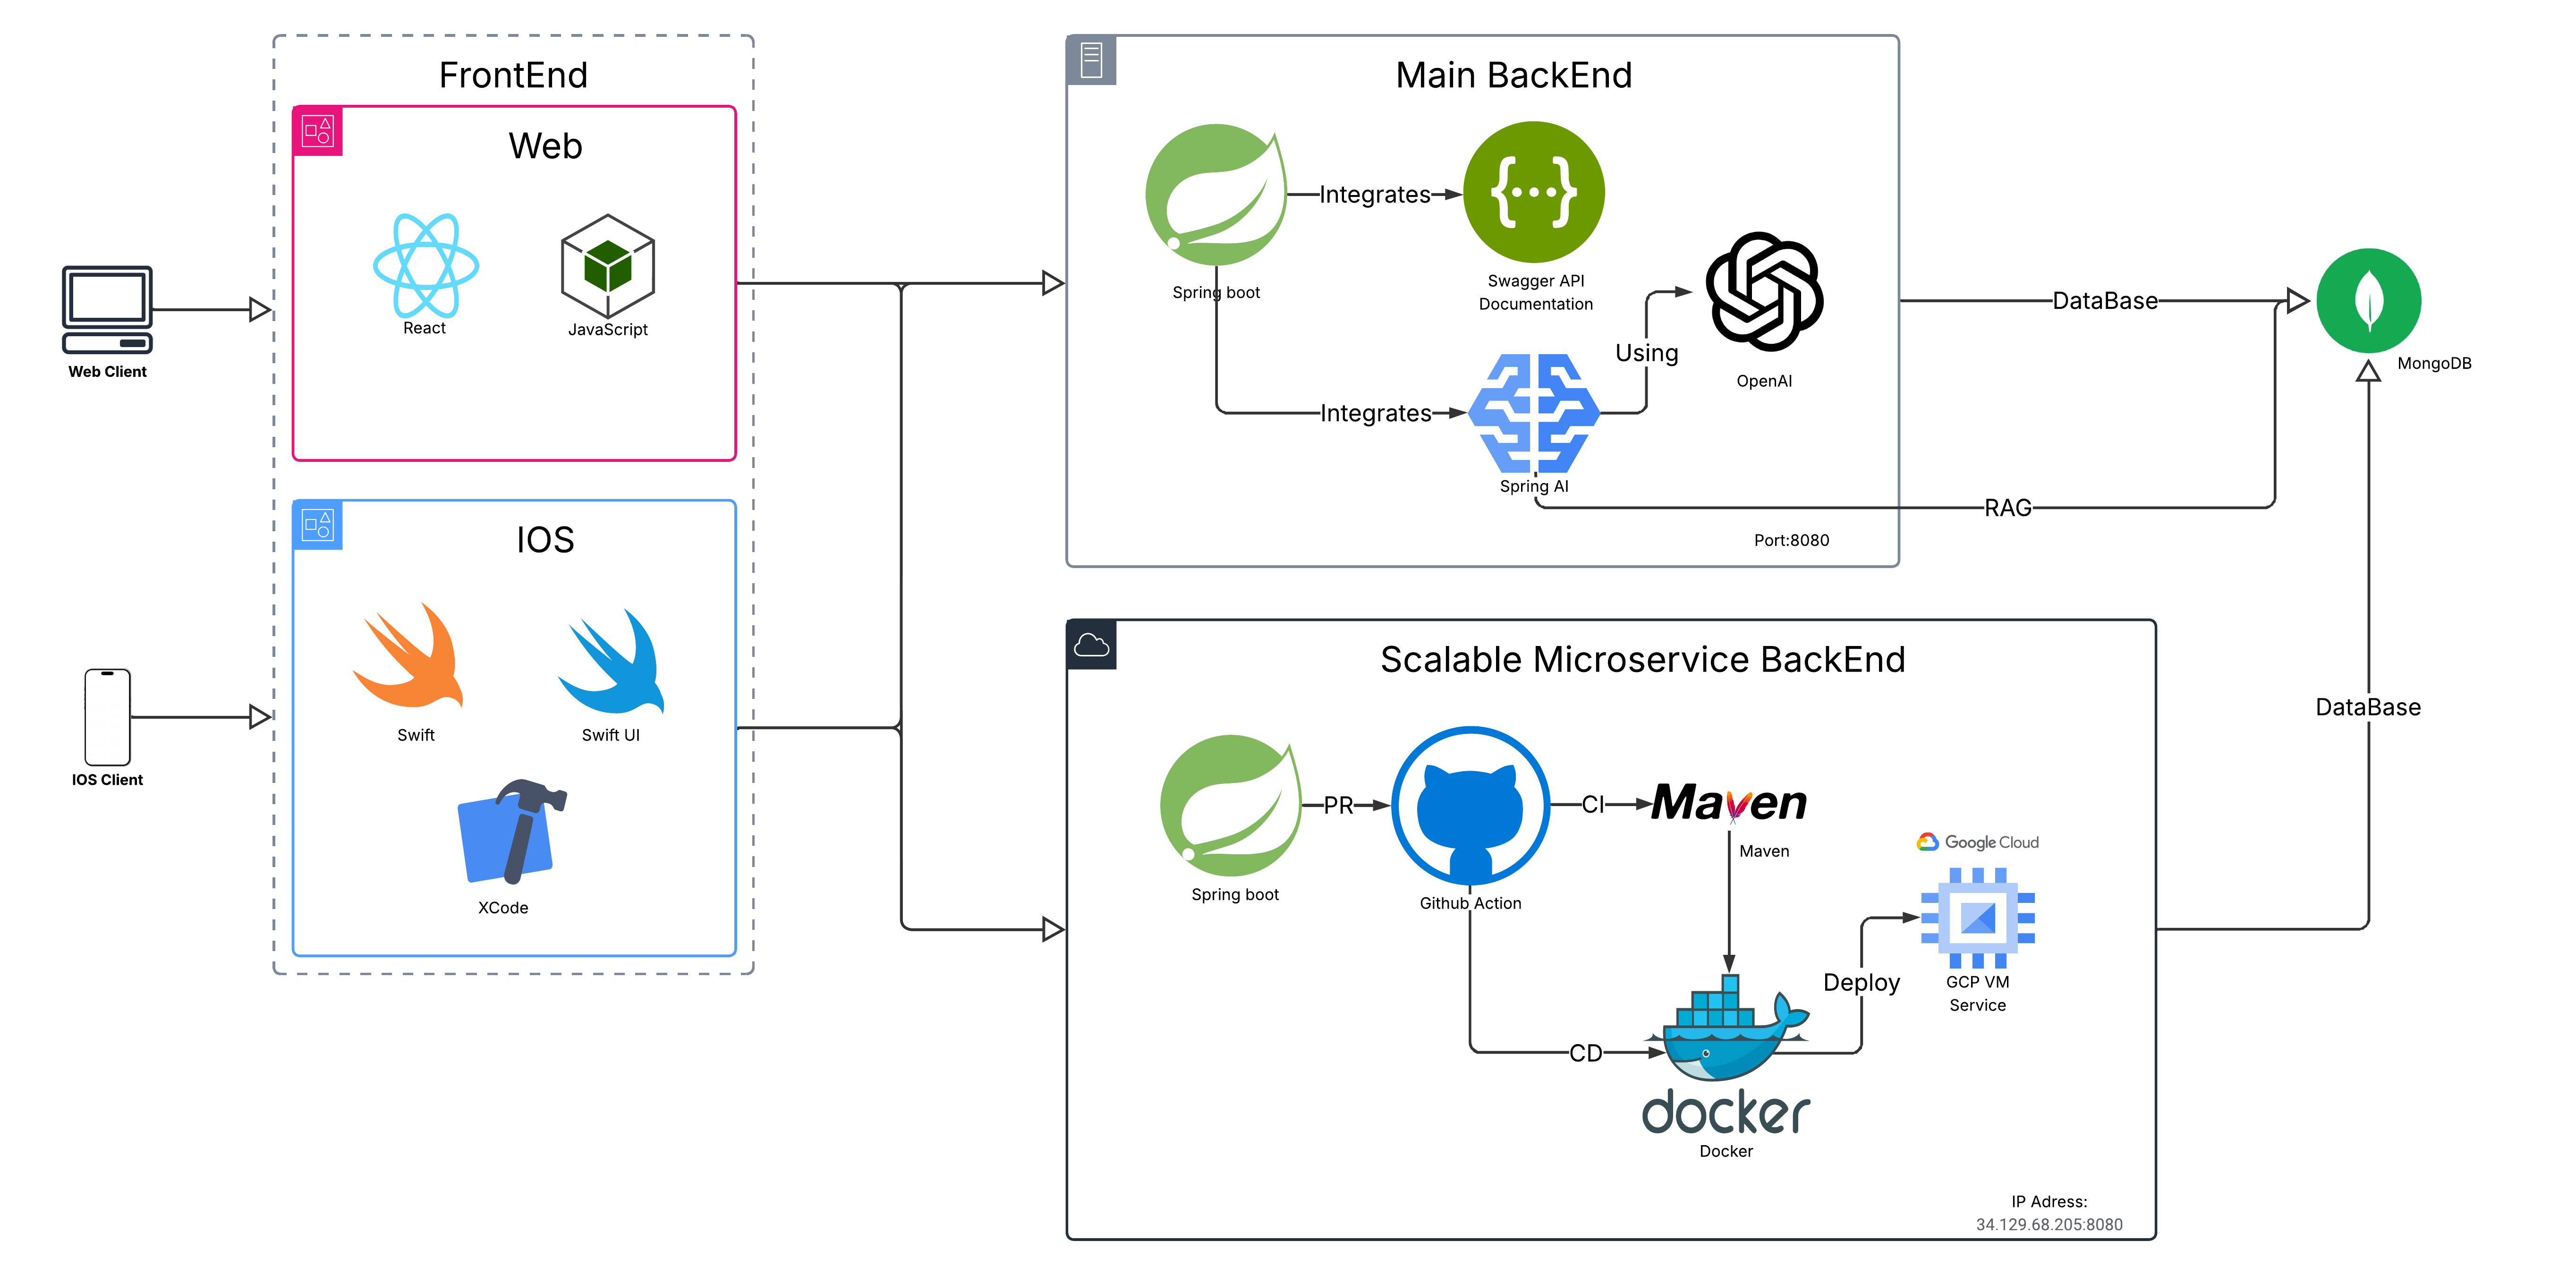 FrontEnd
Web
React
JavaScript
Web Client
IOS
Swift
Swift UI
XCode
IOS Client
Main BackEnd
Integrates
Spring boot
Swagger API
Documentation
Using
OpenAI
Integrates
Spring AI
RAG
Port:8080
DataBase
MongoDB
DataBase
Scalable Microservice BackEnd
PR
CI
Maven
Maven
Spring boot
Github Action
Google Cloud
GCP VM
Service
Deploy
CD
docker
Docker
IP Adress:
34.129.68.205:8080